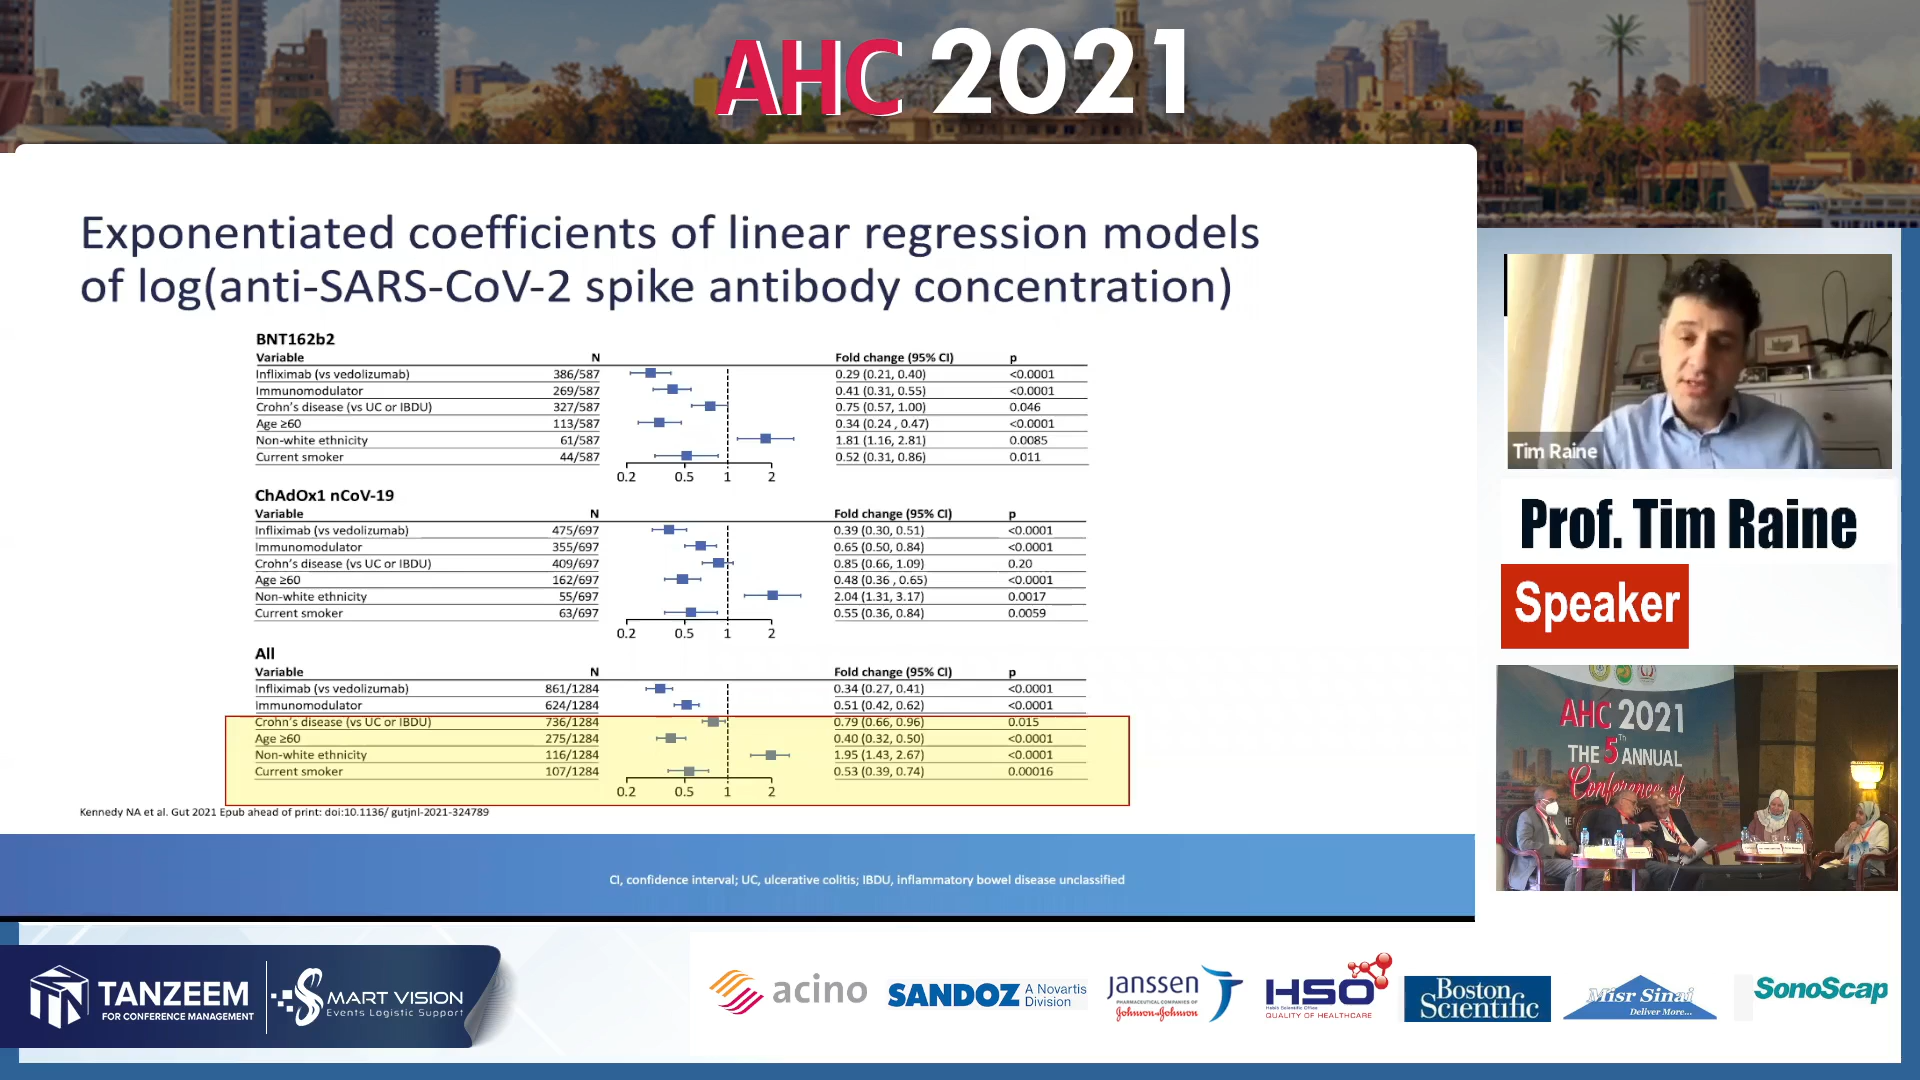 AHC 2021
Exponentiated coefficients of linear regression models
of log(anti-SARS-CoV-2 spike antibody concentration)
BNT162b2
Variable N Fold change (95% CI) p
Infliximab (vs vedolizumab) 386/587 0.29 (0.21, 0.40) <0.0001
Immunomodulator 269/587 0.41 (0.31, 0.55) <0.0001
Crohn's disease (vs UC or IBDU) 327/587 0.75 (0.57, 1.00) 0.046
Age ≥60 113/587 0.34 (0.24 , 0.47) <0.0001
Non-white ethnicity 61/587 1.81 (1.16, 2.81) 0.0085
Current smoker 44/587 0.52 (0.31, 0.86) 0.011
0.2 0.5 1 2
ChAdOx1 nCoV-19
Variable N Fold change (95% CI) p
Infliximab (vs vedolizumab) 475/697 0.39 (0.30, 0.51) <0.0001
Immunomodulator 355/697 0.65 (0.50, 0.84) <0.0001
Crohn's disease (vs UC or IBDU) 409/697 0.85 (0.66, 1.09) 0.20
Age ≥60 162/697 0.48 (0.36 , 0.65) <0.0001
Non-white ethnicity 55/697 2.04 (1.31, 3.17) 0.0017
Current smoker 63/697 0.55 (0.36, 0.84) 0.0059
0.2 0.5 1 2
All
Variable N Fold change (95% CI) p
Infliximab (vs vedolizumab) 861/1284 0.34 (0.27, 0.41) <0.0001
Immunomodulator 624/1284 0.51 (0.42, 0.62) <0.0001
Crohn's disease (vs UC or IBDU) 736/1284 0.79 (0.66, 0.96) 0.015
Age ≥60 275/1284 0.40 (0.32, 0.50) <0.0001
Non-white ethnicity 116/1284 1.95 (1.43, 2.67) <0.0001
Current smoker 107/1284 0.53 (0.39, 0.74) 0.00016
0.2 0.5 1 2
Kennedy NA et al. Gut 2021 Epub ahead of print: doi:10.1136/ gutjnl-2021-324789
CI, confidence interval; UC, ulcerative colitis; IBDU, inflammatory bowel disease unclassified
Tim Raine
Prof. Tim Raine
Speaker
AHC 2021
THE 5Th ANNUAL
Conference of
TANZEEM
FOR CONFERENCE MANAGEMENT
SMART VISION
Events Logistic Support
acino
SANDOZ A Novartis
Division
janssen
PHARMACEUTICAL COMPANIES OF
Johnson & Johnson
HSO
QUALITY OF HEALTHCARE
Boston
Scientific
Misr Sinai
Deliver More...
SonoScap